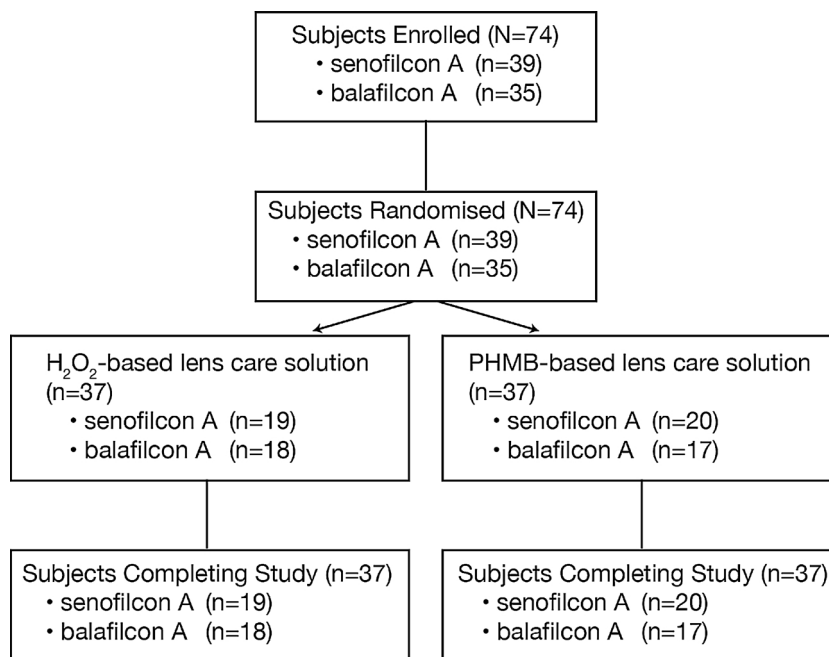 Subjects Enrolled (N=74)
• senofilcon A (n=39)
• balafilcon A (n=35)
Subjects Randomised (N=74)
• senofilcon A (n=39)
• balafilcon A (n=35)
H₂O₂-based lens care solution
(n=37)
• senofilcon A (n=19)
• balafilcon A (n=18)
PHMB-based lens care solution
(n=37)
• senofilcon A (n=20)
• balafilcon A (n=17)
Subjects Completing Study (n=37)
• senofilcon A (n=19)
• balafilcon A (n=18)
Subjects Completing Study (n=37)
• senofilcon A (n=20)
• balafilcon A (n=17)